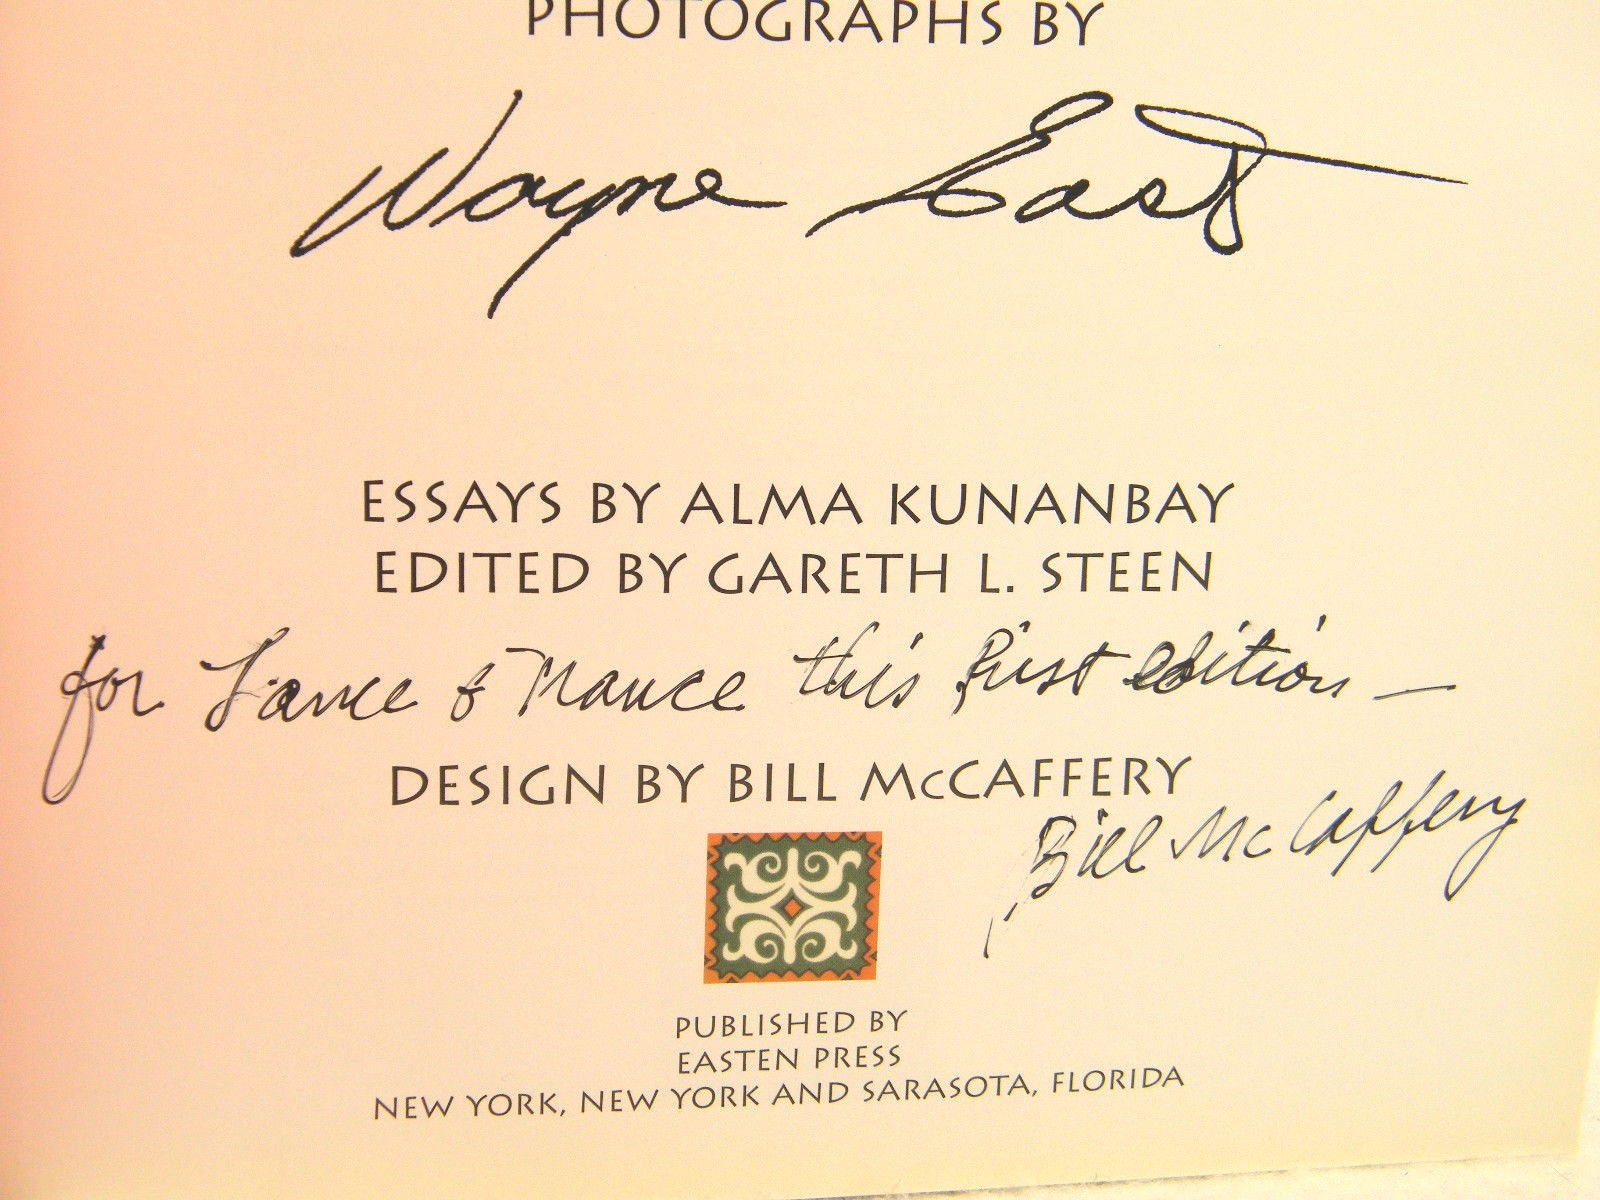 PHOTOGRAPHS BY
Wayne East
ESSAYS BY ALMA KUNANBAY
EDITED BY GARETH L. STEEN
for Lance & Nance this first edition —
DESIGN BY BILL McCAFFERY
Bill McCaffery
PUBLISHED BY
EASTEN PRESS
NEW YORK, NEW YORK AND SARASOTA, FLORIDA